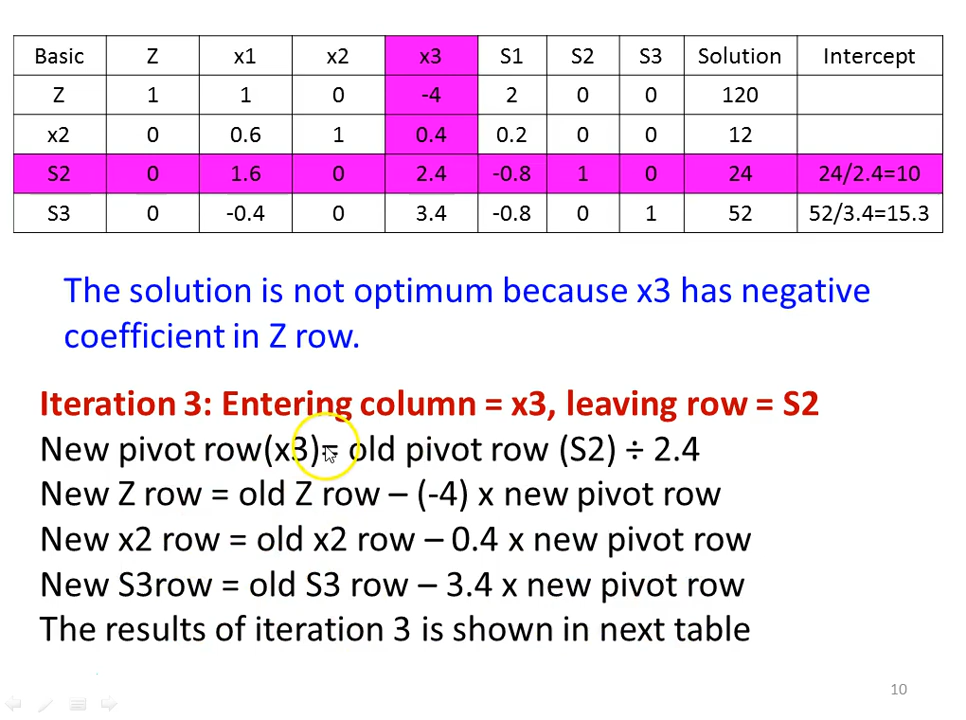 Basic Z x1 x2 x3 S1 S2 S3 Solution Intercept
Z 1 1 0 -4 2 0 0 120
x2 0 0.6 1 0.4 0.2 0 0 12
S2 0 1.6 0 2.4 -0.8 1 0 24 24/2.4=10
S3 0 -0.4 0 3.4 -0.8 0 1 52 52/3.4=15.3
The solution is not optimum because x3 has negative
coefficient in Z row.
Iteration 3: Entering column = x3, leaving row = S2
New pivot row(x3)= old pivot row (S2) ÷ 2.4
New Z row = old Z row – (-4) x new pivot row
New x2 row = old x2 row – 0.4 x new pivot row
New S3row = old S3 row – 3.4 x new pivot row
The results of iteration 3 is shown in next table
10